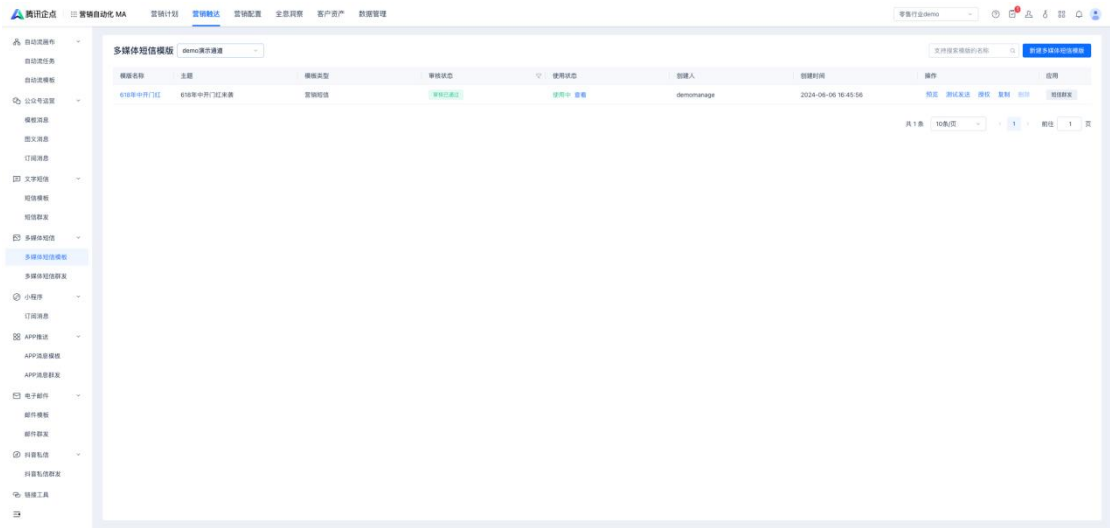 腾讯企点 营销自动化 MA 营销计划 营销触达 营销配置 全息洞察 客户资产 数据管理 零售行业demo
自动流画布
自动流任务
自动流模板
公众号运营
模板消息
图文消息
订阅消息
文字短信
短信模板
短信群发
多媒体短信
多媒体短信模板
多媒体短信群发
小程序
订阅消息
APP推送
APP消息模板
APP消息群发
电子邮件
邮件模板
邮件群发
抖音私信
抖音私信群发
链接工具
多媒体短信模版 demo演示通道 支持搜索模版的名称 新建多媒体短信模版
模版名称 主题 模板类型 审核状态 使用状态 创建人 创建时间 操作 应用
618年中开门红 618年中开门红来袭 营销短信 审核已通过 使用中 查看 demomanage 2024-06-06 16:45:56 预览 测试发送 授权 复制 删除 短信群发
共 1 条 10条/页 1 前往 1 页